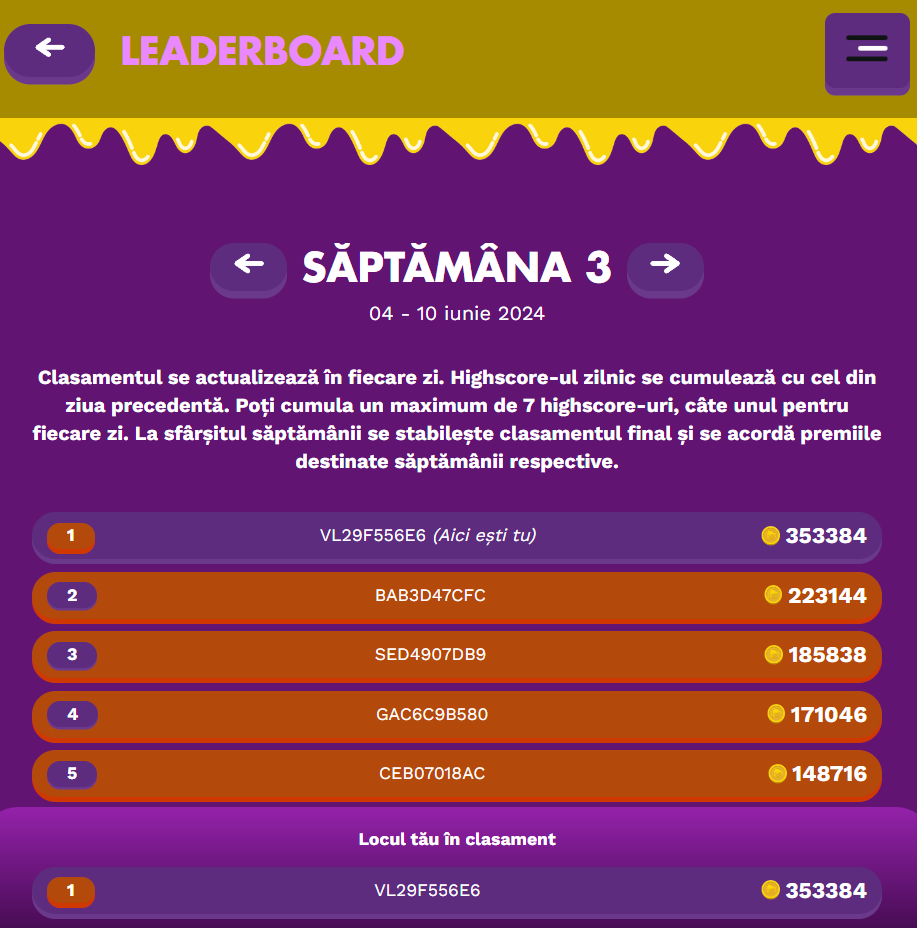 LEADERBOARD
SĂPTĂMÂNA 3
04 - 10 iunie 2024
Clasamentul se actualizează în fiecare zi. Highscore-ul zilnic se cumulează cu cel din
ziua precedentă. Poți cumula un maximum de 7 highscore-uri, câte unul pentru
fiecare zi. La sfârșitul săptămânii se stabilește clasamentul final și se acordă premiile
destinate săptămânii respective.
1 VL29F556E6 (Aici ești tu) 353384
2 BAB3D47CFC 223144
3 SED4907DB9 185838
4 GAC6C9B580 171046
5 CEB07018AC 148716
Locul tău în clasament
1 VL29F556E6 353384